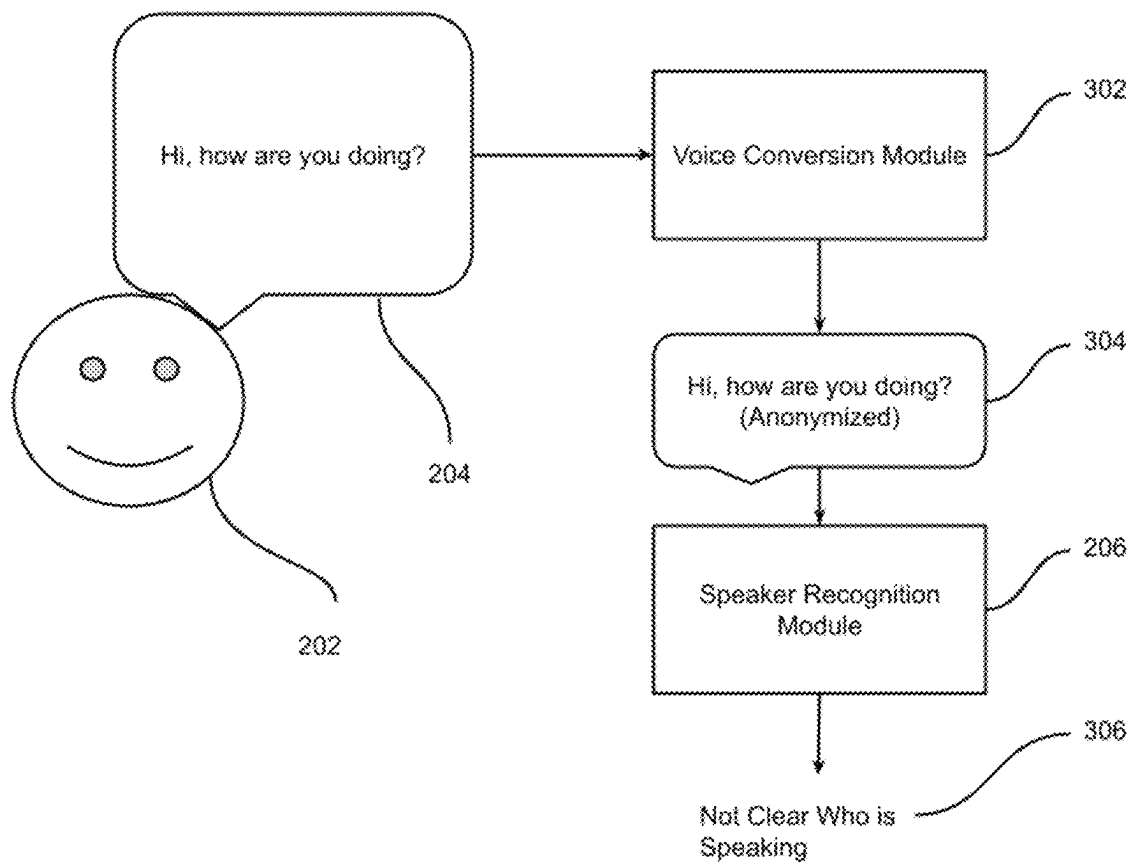 Hi, how are you doing?
Voice Conversion Module
302
Hi, how are you doing?
(Anonymized)
304
204
Speaker Recognition
Module
206
202
306
Not Clear Who is
Speaking